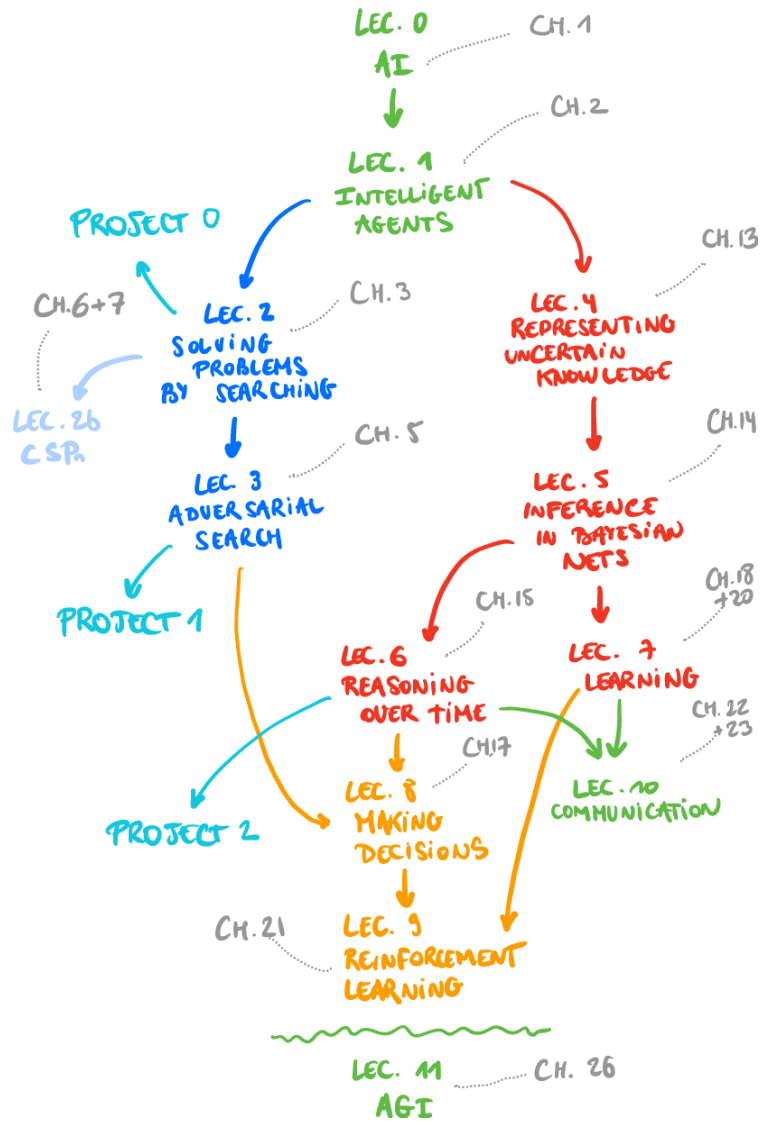 LEC. 0
CH. 1
AI
CH. 2
LEC. 1
INTELLIGENT
AGENTS
PROJECT 0
CH. 13
CH. 6+7
CH. 3
LEC. 2
SOLVING
PROBLEMS
BY SEARCHING
LEC. 4
REPRESENTING
UNCERTAIN
KNOWLEDGE
LEC. 2b
CSPs
CH. 5
CH. 14
LEC. 3
ADVERSARIAL
SEARCH
LEC. 5
INFERENCE
IN BAYESIAN
NETS
PROJECT 1
CH. 15
CH. 18
+20
LEC. 6
REASONING
OVER TIME
LEC. 7
LEARNING
CH. 17
CH. 22
+23
PROJECT 2
LEC. 8
MAKING
DECISIONS
LEC. 10
COMMUNICATION
CH. 21
LEC. 9
REINFORCEMENT
LEARNING
LEC. 11
CH. 26
AGI